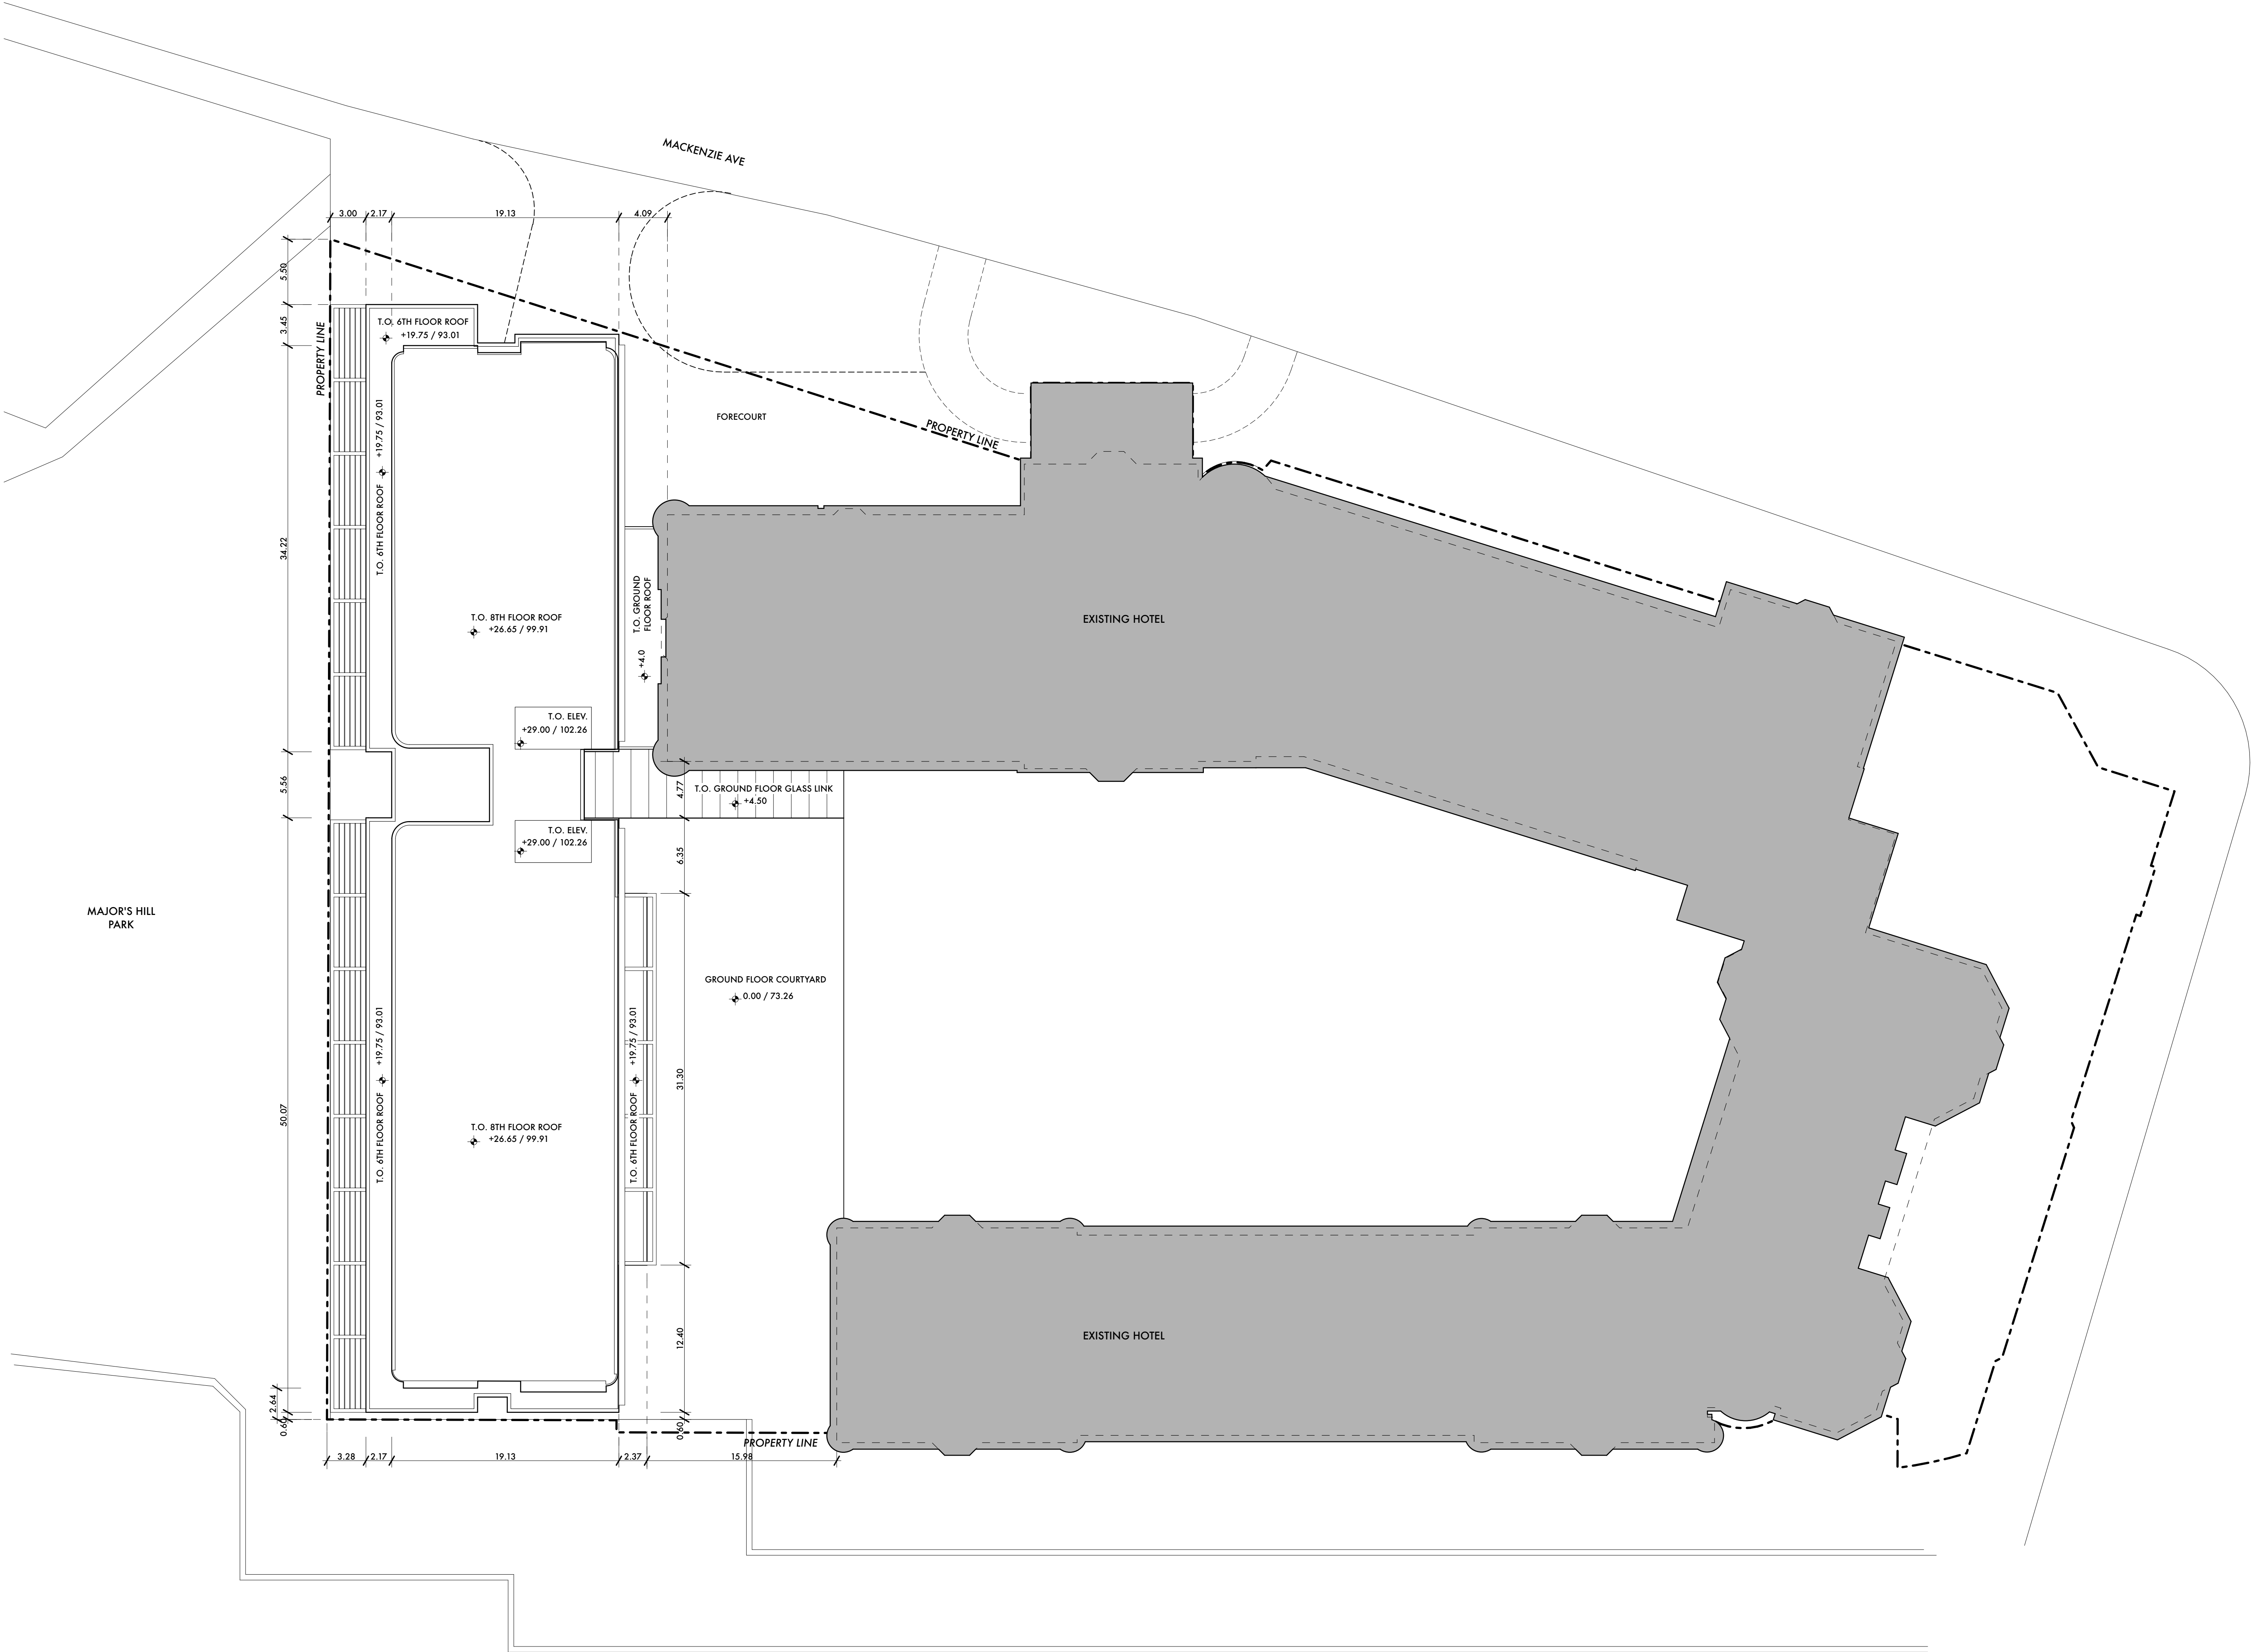 MACKENZIE AVE
3.00
2.17
19.13
4.09
5.50
3.45
34.22
5.56
50.07
2.64
0.60
PROPERTY LINE
T.O. 6TH FLOOR ROOF
+19.75 / 93.01
T.O. 6TH FLOOR ROOF +19.75 / 93.01
FORECOURT
PROPERTY LINE
T.O. 8TH FLOOR ROOF
+26.65 / 99.91
T.O. GROUND
FLOOR ROOF
+4.0
EXISTING HOTEL
T.O. ELEV.
+29.00 / 102.26
T.O. GROUND FLOOR GLASS LINK
+4.50
4.77
T.O. ELEV.
+29.00 / 102.26
6.35
MAJOR'S HILL
PARK
GROUND FLOOR COURTYARD
0.00 / 73.26
T.O. 6TH FLOOR ROOF +19.75 / 93.01
T.O. 8TH FLOOR ROOF
+26.65 / 99.91
T.O. 6TH FLOOR ROOF +19.75 / 93.01
31.30
12.40
0.60
EXISTING HOTEL
PROPERTY LINE
3.28
2.17
19.13
2.37
15.98